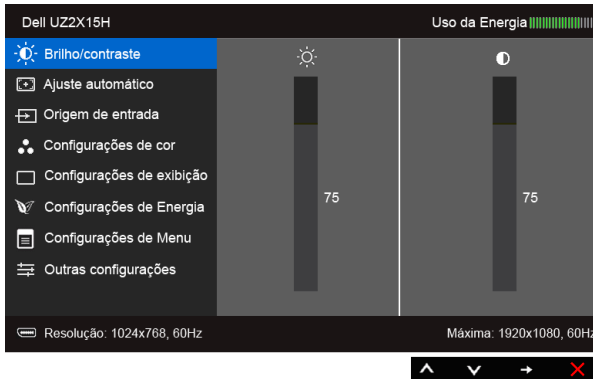 Dell UZ2X15H
Uso da Energia
Brilho/contraste
Ajuste automático
Origem de entrada
Configurações de cor
Configurações de exibição
Configurações de Energia
Configurações de Menu
Outras configurações
75
75
Resolução: 1024x768, 60Hz
Máxima: 1920x1080, 60Hz